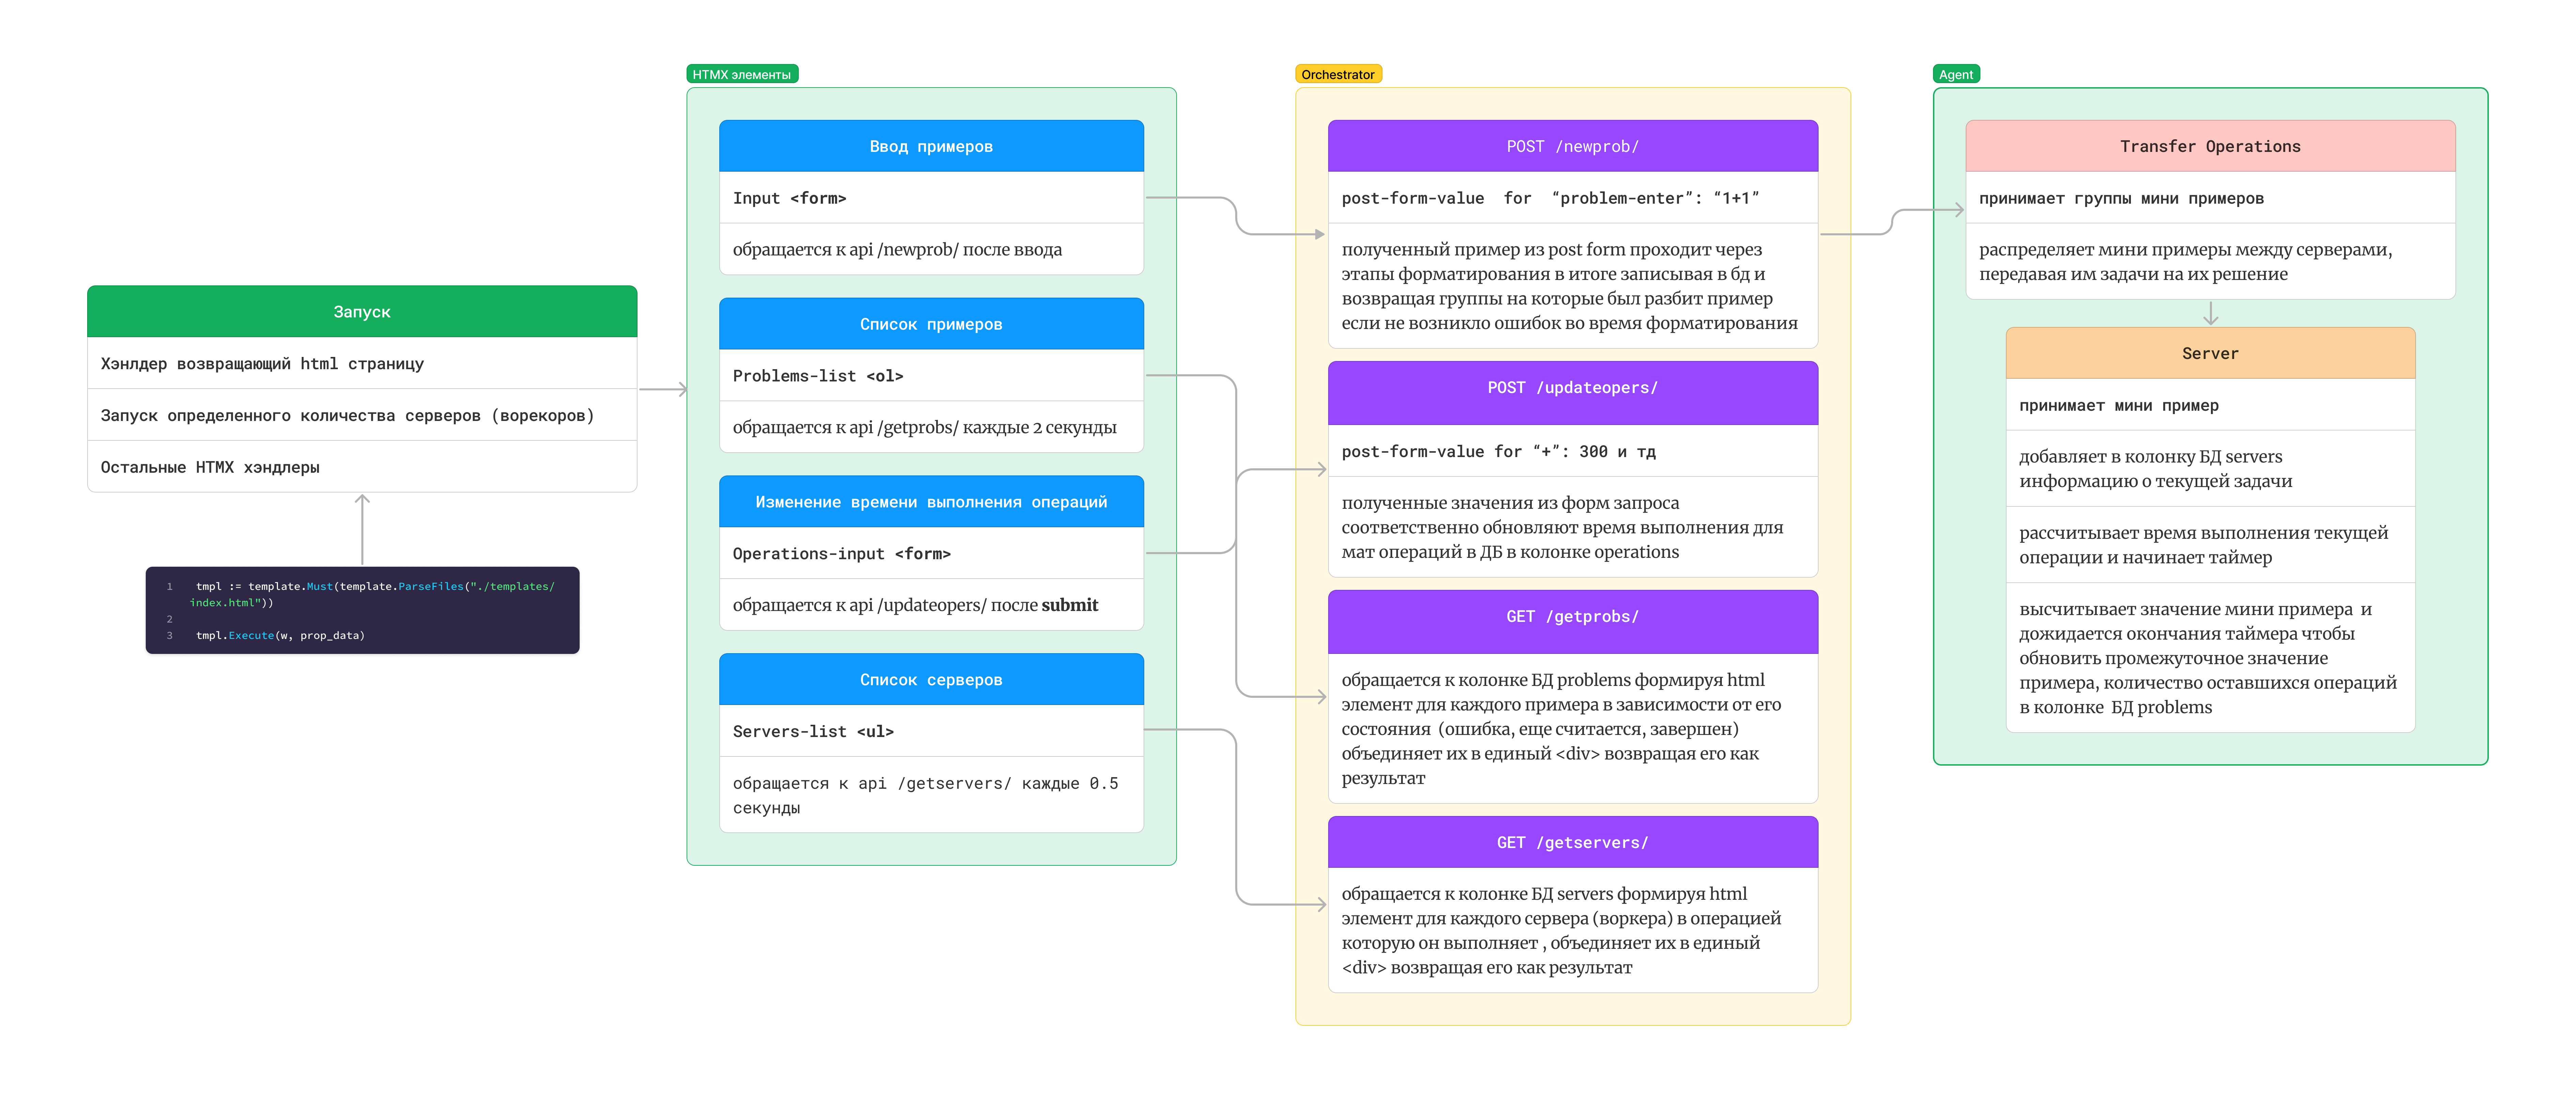 Запуск
Хэнлдер возвращающий html страницу
Запуск определенного количества серверов (ворекоров)
Остальные HTMX хэндлеры
1 tmpl := template.Must(template.ParseFiles("./templates/
index.html"))
2
3 tmpl.Execute(w, prop_data)
HTMX элементы
Ввод примеров
Input <form>
обращается к api /newprob/ после ввода
Список примеров
Problems-list <ol>
обращается к api /getprobs/ каждые 2 секунды
Изменение времени выполнения операций
Operations-input <form>
обращается к api /updateopers/ после submit
Список серверов
Servers-list <ul>
обращается к api /getservers/ каждые 0.5
секунды
Orchestrator
POST /newprob/
post-form-value for “problem-enter”: “1+1”
полученный пример из post form проходит через
этапы форматирования в итоге записывая в бд и
возвращая группы на которые был разбит пример
если не возникло ошибок во время форматирования
POST /updateopers/
post-form-value for “+”: 300 и тд
полученные значения из форм запроса
соответственно обновляют время выполнения для
мат операций в ДБ в колонке operations
GET /getprobs/
обращается к колонке БД problems формируя html
элемент для каждого примера в зависимости от его
состояния (ошибка, еще считается, завершен)
объединяет их в единый <div> возвращая его как
результат
GET /getservers/
обращается к колонке БД servers формируя html
элемент для каждого сервера (воркера) в операцией
которую он выполняет , объединяет их в единый
<div> возвращая его как результат
Agent
Transfer Operations
принимает группы мини примеров
распределяет мини примеры между серверами,
передавая им задачи на их решение
Server
принимает мини пример
добавляет в колонку БД servers
информацию о текущей задачи
рассчитывает время выполнения текущей
операции и начинает таймер
высчитывает значение мини примера и
дожидается окончания таймера чтобы
обновить промежуточное значение
примера, количество оставшихся операций
в колонке БД problems